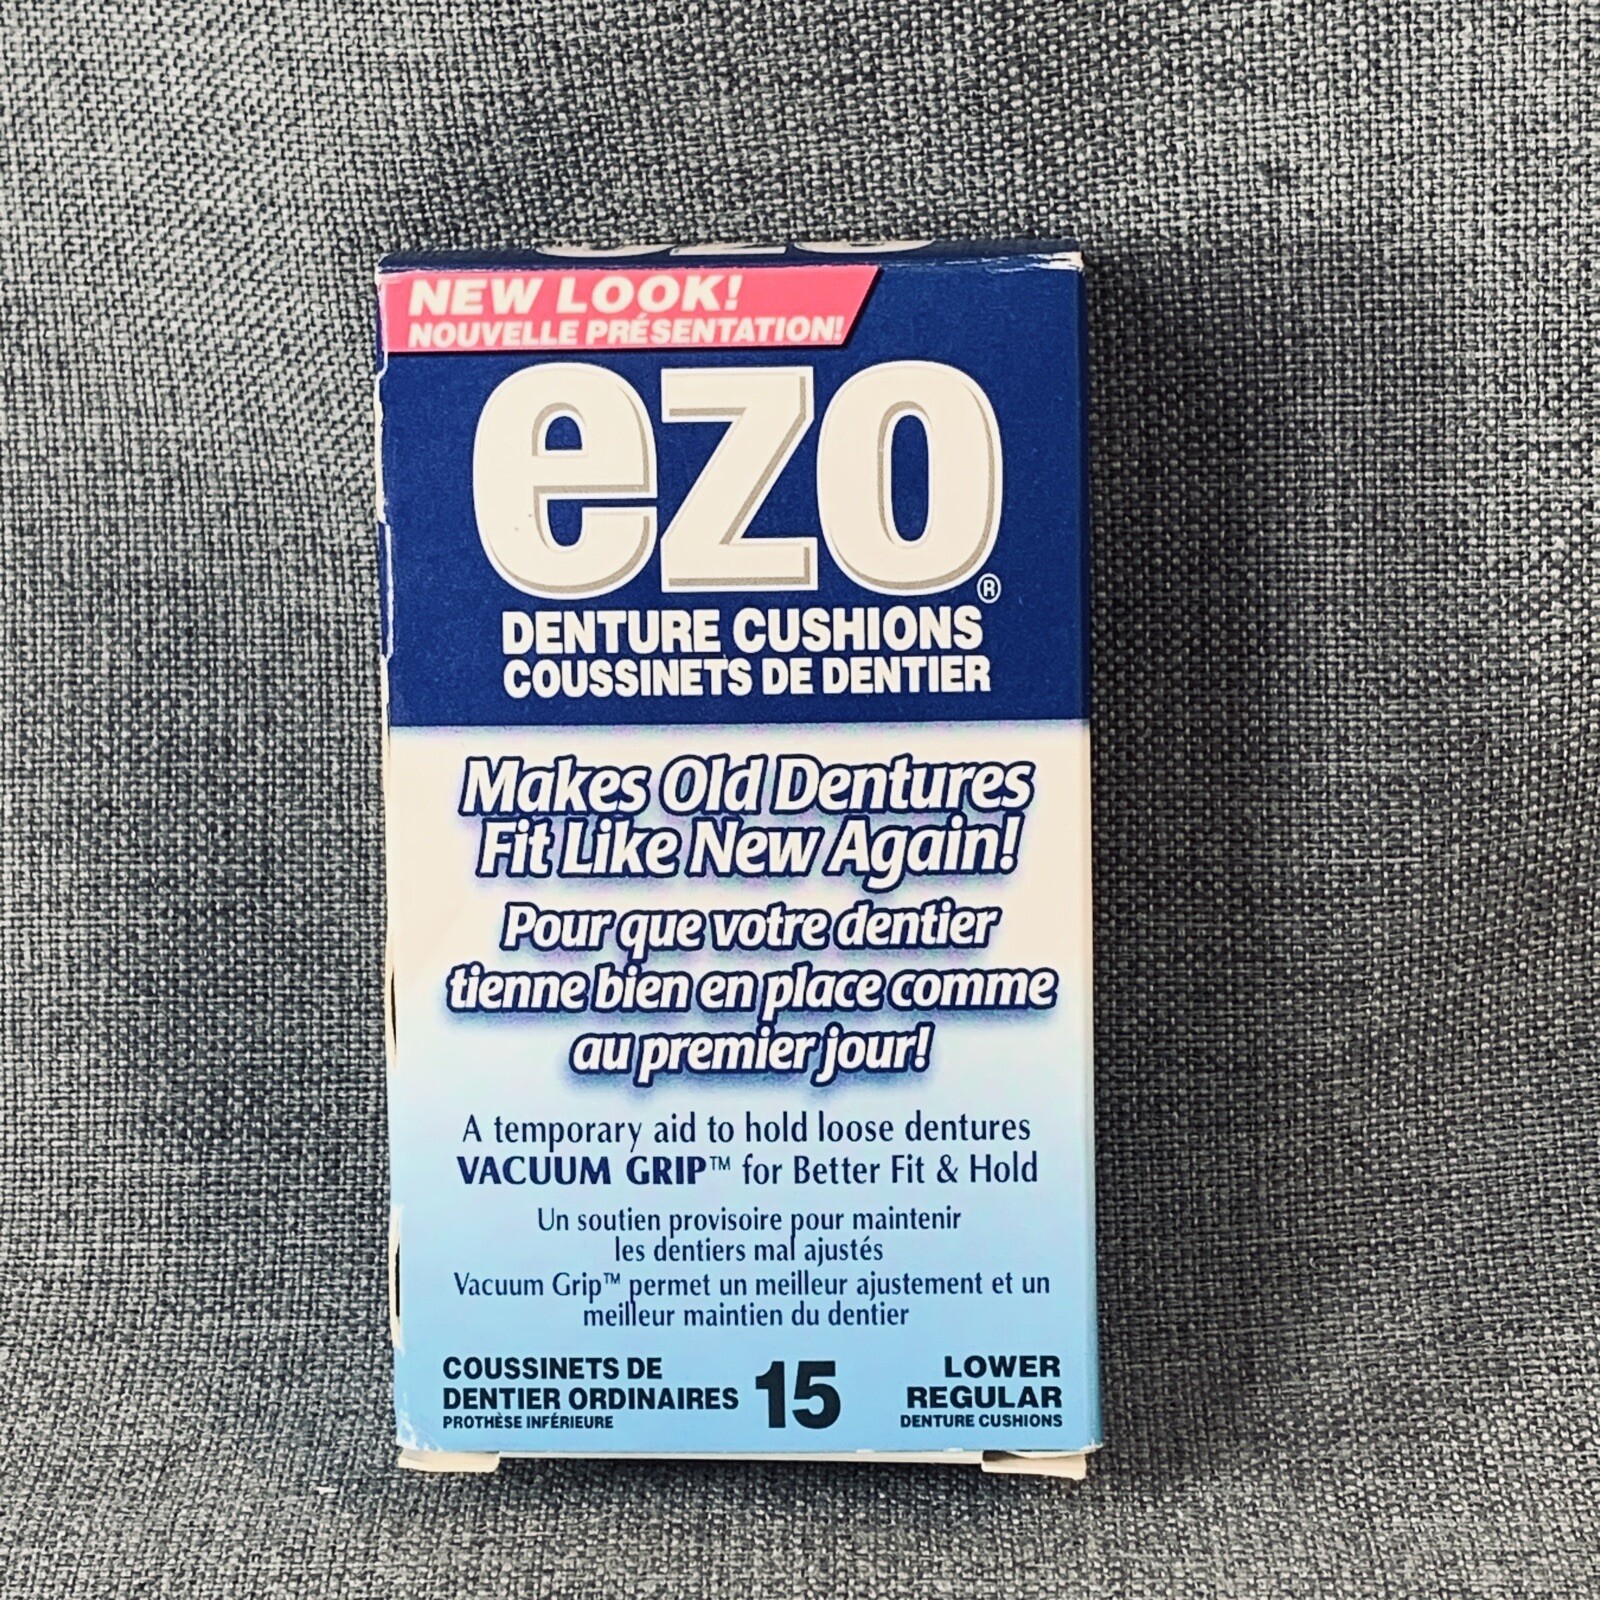 NEW LOOK!
NOUVELLE PRÉSENTATION!
ezo®
DENTURE CUSHIONS
COUSSINETS DE DENTIER
Makes Old Dentures
Fit Like New Again!
Pour que votre dentier
tienne bien en place comme
au premier jour!
A temporary aid to hold loose dentures
VACUUM GRIP™ for Better Fit & Hold
Un soutien provisoire pour maintenir
les dentiers mal ajustés
Vacuum Grip™ permet un meilleur ajustement et un
meilleur maintien du dentier
COUSSINETS DE
DENTIER ORDINAIRES
PROTHÈSE INFÉRIEURE
15
LOWER
REGULAR
DENTURE CUSHIONS